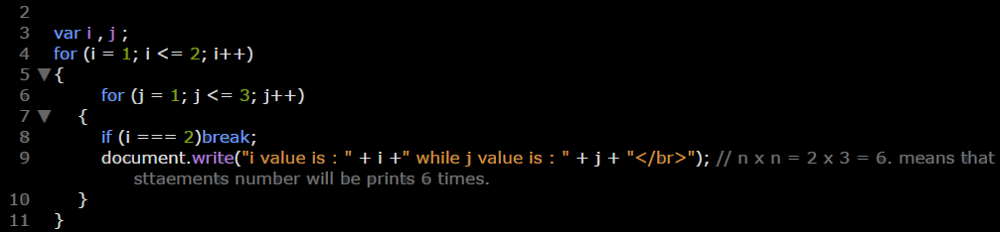 2
3 var i , j ;
4 for (i = 1; i <= 2; i++)
5 {
6 for (j = 1; j <= 3; j++)
7 {
8 if (i === 2)break;
9 document.write("i value is : " + i +" while j value is : " + j + "</br>"); // n x n = 2 x 3 = 6. means that
sttaements number will be prints 6 times.
10 }
11 }